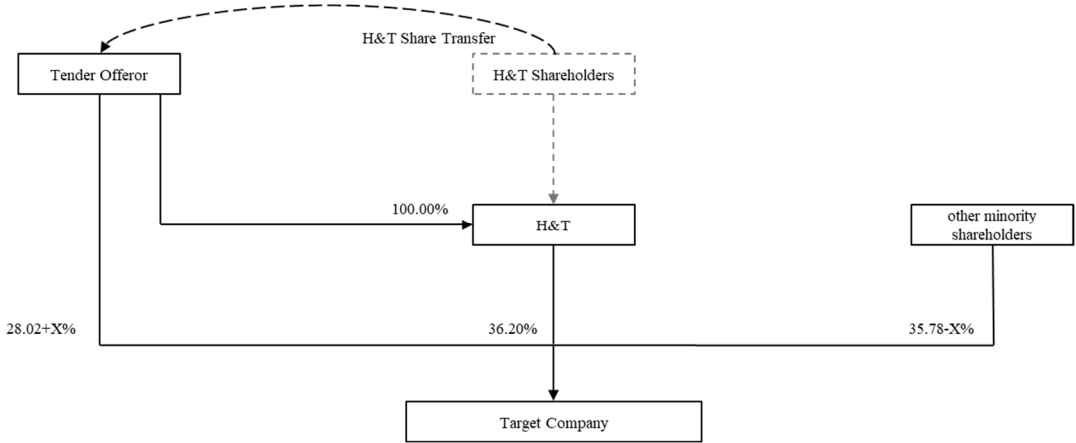 H&T Share Transfer
Tender Offeror
H&T Shareholders
100.00%
H&T
other minority
shareholders
28.02+X%
36.20%
35.78-X%
Target Company